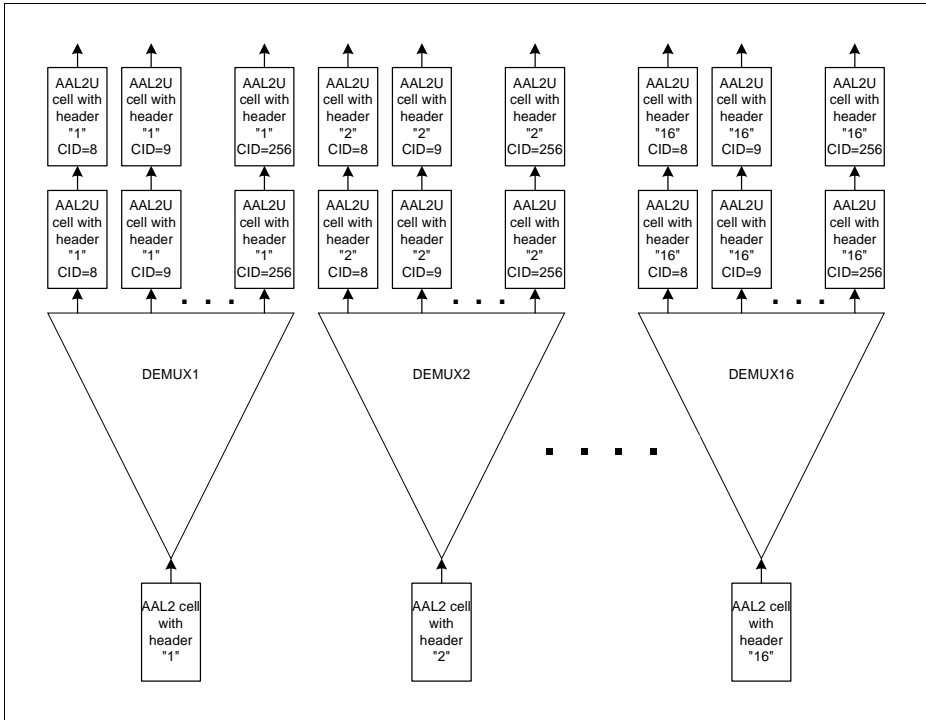 AAL2U
cell with
header
"1"
CID=8
AAL2U
cell with
header
"1"
CID=9
AAL2U
cell with
header
"1"
CID=256
AAL2U
cell with
header
"2"
CID=8
AAL2U
cell with
header
"2"
CID=9
AAL2U
cell with
header
"2"
CID=256
AAL2U
cell with
header
"16"
CID=8
AAL2U
cell with
header
"16"
CID=9
AAL2U
cell with
header
"16"
CID=256
AAL2U
cell with
header
"1"
CID=8
AAL2U
cell with
header
"1"
CID=9
AAL2U
cell with
header
"1"
CID=256
AAL2U
cell with
header
"2"
CID=8
AAL2U
cell with
header
"2"
CID=9
AAL2U
cell with
header
"2"
CID=256
AAL2U
cell with
header
"16"
CID=8
AAL2U
cell with
header
"16"
CID=9
AAL2U
cell with
header
"16"
CID=256
DEMUX1
DEMUX2
DEMUX16
AAL2 cell
with
header
"1"
AAL2 cell
with
header
"2"
AAL2 cell
with
header
"16"